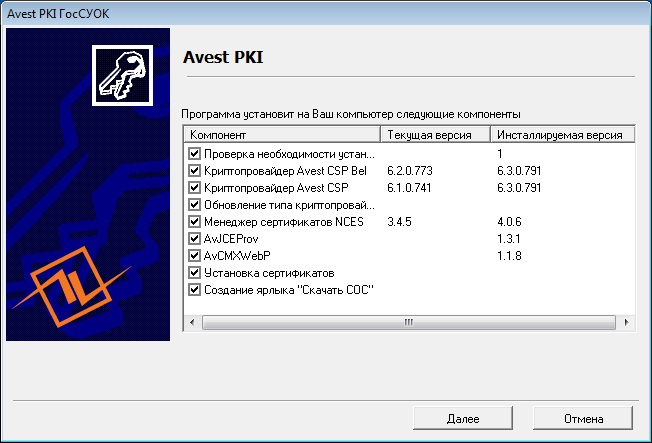 Avest PKI ГосСУОК
Avest PKI
Программа установит на Ваш компьютер следующие компоненты
Компонент Текущая версия Инсталлируемая версия
Проверка необходимости устан... 1
Криптопровайдер Avest CSP Bel 6.2.0.773 6.3.0.791
Криптопровайдер Avest CSP 6.1.0.741 6.3.0.791
Обновление типа криптопровай...
Менеджер сертификатов NCES 3.4.5 4.0.6
AvJCEProv 1.3.1
AvCMXWebP 1.1.8
Установка сертификатов
Создание ярлыка "Скачать СОС"
Далее Отмена